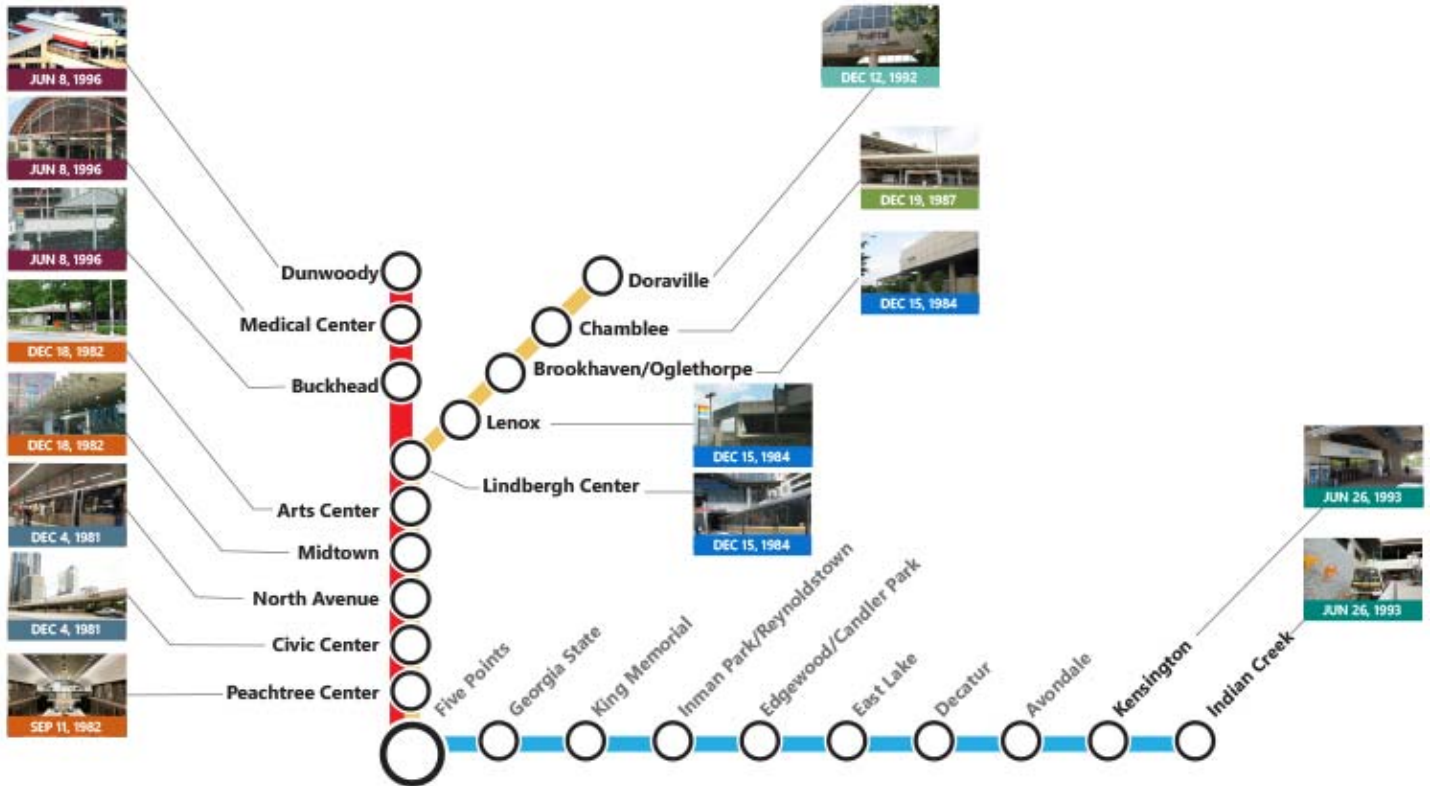 JUN 8, 1996
JUN 8, 1996
JUN 8, 1996
DEC 18, 1982
DEC 18, 1982
DEC 4, 1981
DEC 4, 1981
SEP 11, 1982
Dunwoody
Medical Center
Buckhead
Arts Center
Midtown
North Avenue
Civic Center
Peachtree Center
DEC 12, 1992
DEC 19, 1987
DEC 15, 1984
Doraville
Chamblee
Brookhaven/Oglethorpe
Lenox
DEC 15, 1984
Lindbergh Center
DEC 15, 1984
JUN 26, 1993
JUN 26, 1993
Five Points
Georgia State
King Memorial
Inman Park/Reynoldstown
Edgewood/Candler Park
East Lake
Decatur
Avondale
Kensington
Indian Creek